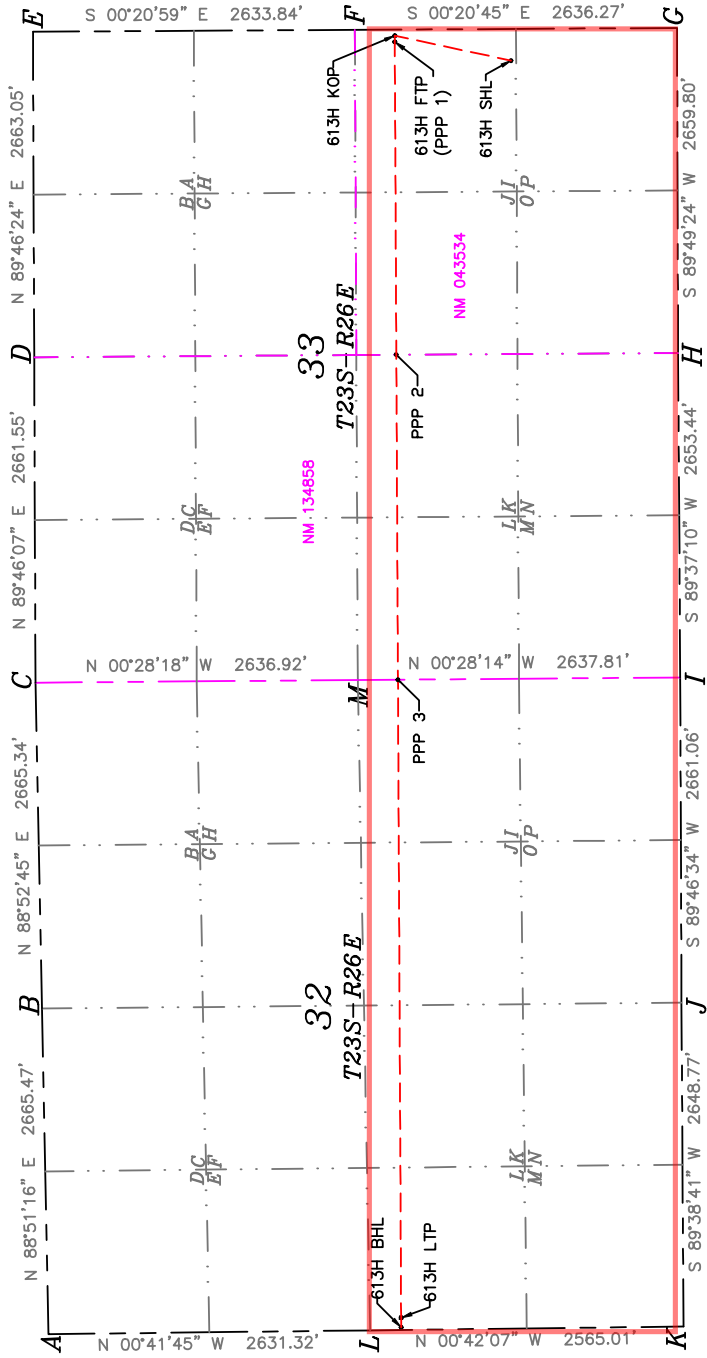 E
S 00°20'59" E 2633.84'
F
S 00°20'45" E 2636.27'
G
N 89°46'24" E 2663.05'
613H KOP
613H FTP
(PPP 1)
613H SHL
S 89°49'24" W 2659.80'
B A
G H
J I
O P
NM 043534
D
33
T23S-R26E
PPP 2
H
N 89°46'07" E 2661.55'
NM 134858
D C
E F
L K
M N
S 89°37'10" W 2653.44'
C
N 00°28'18" W 2636.92'
M
N 00°28'14" W 2637.81'
I
PPP 3
N 88°52'45" E 2665.34'
B A
G H
J I
O P
S 89°46'34" W 2661.06'
B
32
T23S-R26E
J
N 88°51'16" E 2665.47'
D C
E F
L K
M N
S 89°38'41" W 2648.77'
613H BHL
613H LTP
A
N 00°41'45" W 2631.32'
L
N 00°42'07" W 2565.01'
K